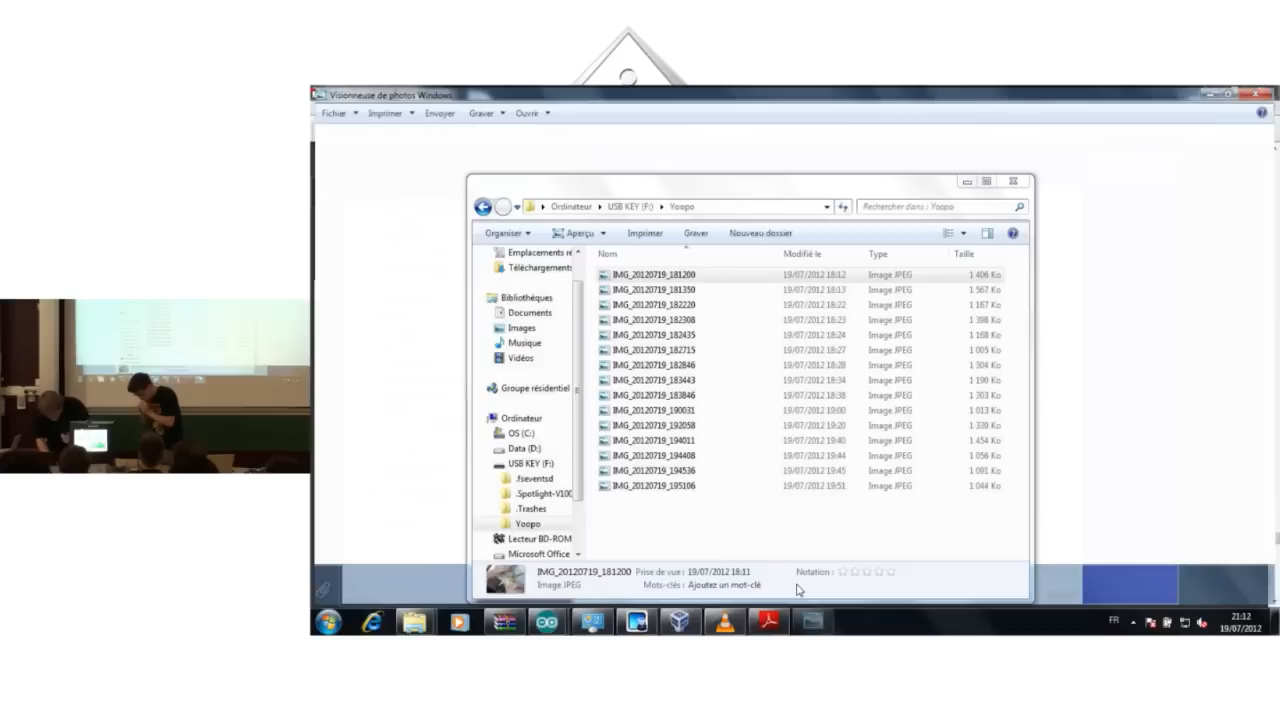 Visionneuse de photos Windows
Fichier Imprimer Envoyer Graver Ouvrir
Ordinateur USB KEY (F:) Yoopo Rechercher dans : Yoopo
Organiser Aperçu Imprimer Graver Nouveau dossier
Nom Modifié le Type Taille
Emplacements ré
Téléchargements
Bibliothèques
Documents
Images
Musique
Vidéos
Groupe résidentiel
Ordinateur
OS (C:)
Data (D:)
USB KEY (F:)
.fseventsd
.Spotlight-V100
.Trashes
Yoopo
Lecteur BD-ROM
Microsoft Office
IMG_20120719_181200 19/07/2012 18:12 Image JPEG 1 406 Ko
IMG_20120719_181350 19/07/2012 18:13 Image JPEG 1 567 Ko
IMG_20120719_182220 19/07/2012 18:22 Image JPEG 1 167 Ko
IMG_20120719_182308 19/07/2012 18:23 Image JPEG 1 398 Ko
IMG_20120719_182435 19/07/2012 18:24 Image JPEG 1 168 Ko
IMG_20120719_182715 19/07/2012 18:27 Image JPEG 1 005 Ko
IMG_20120719_182846 19/07/2012 18:28 Image JPEG 1 304 Ko
IMG_20120719_183443 19/07/2012 18:34 Image JPEG 1 190 Ko
IMG_20120719_183846 19/07/2012 18:38 Image JPEG 1 303 Ko
IMG_20120719_190031 19/07/2012 19:00 Image JPEG 1 013 Ko
IMG_20120719_192058 19/07/2012 19:20 Image JPEG 1 330 Ko
IMG_20120719_194011 19/07/2012 19:40 Image JPEG 1 454 Ko
IMG_20120719_194408 19/07/2012 19:44 Image JPEG 1 056 Ko
IMG_20120719_194536 19/07/2012 19:45 Image JPEG 1 091 Ko
IMG_20120719_195106 19/07/2012 19:51 Image JPEG 1 044 Ko
IMG_20120719_181200 Prise de vue : 19/07/2012 18:11 Notation :
Image JPEG Mots-clés : Ajoutez un mot-clé
FR 21:12
19/07/2012